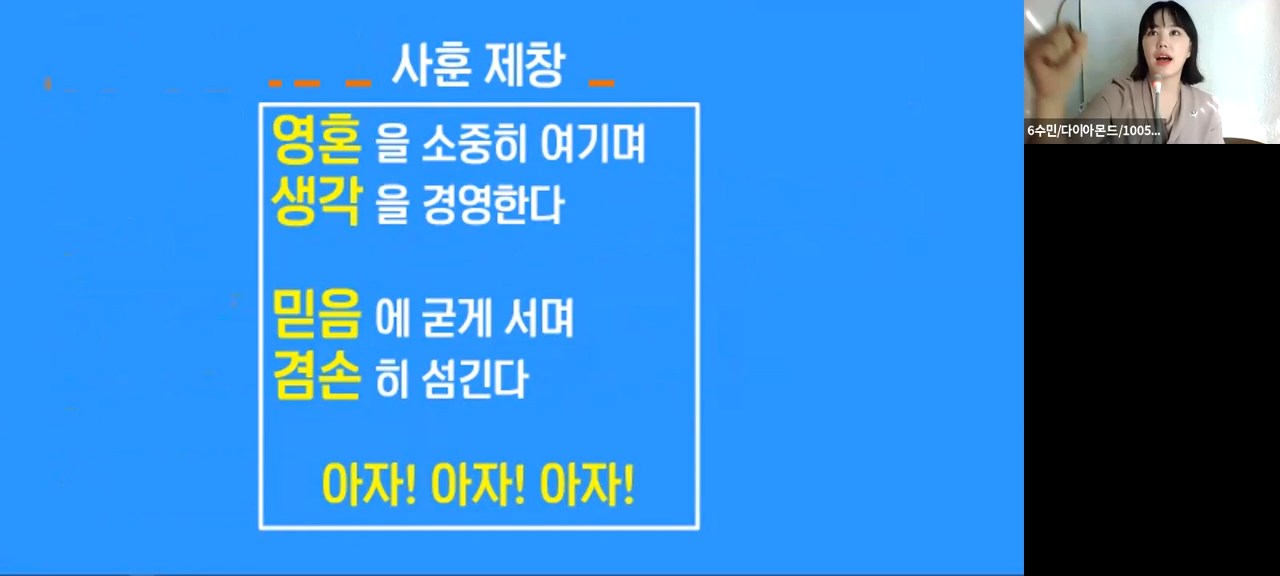 사훈 제창
영혼 을 소중히 여기며
생각 을 경영한다
믿음 에 굳게 서며
겸손 히 섬긴다
아자! 아자! 아자!
6수민/다이아몬드/1005...